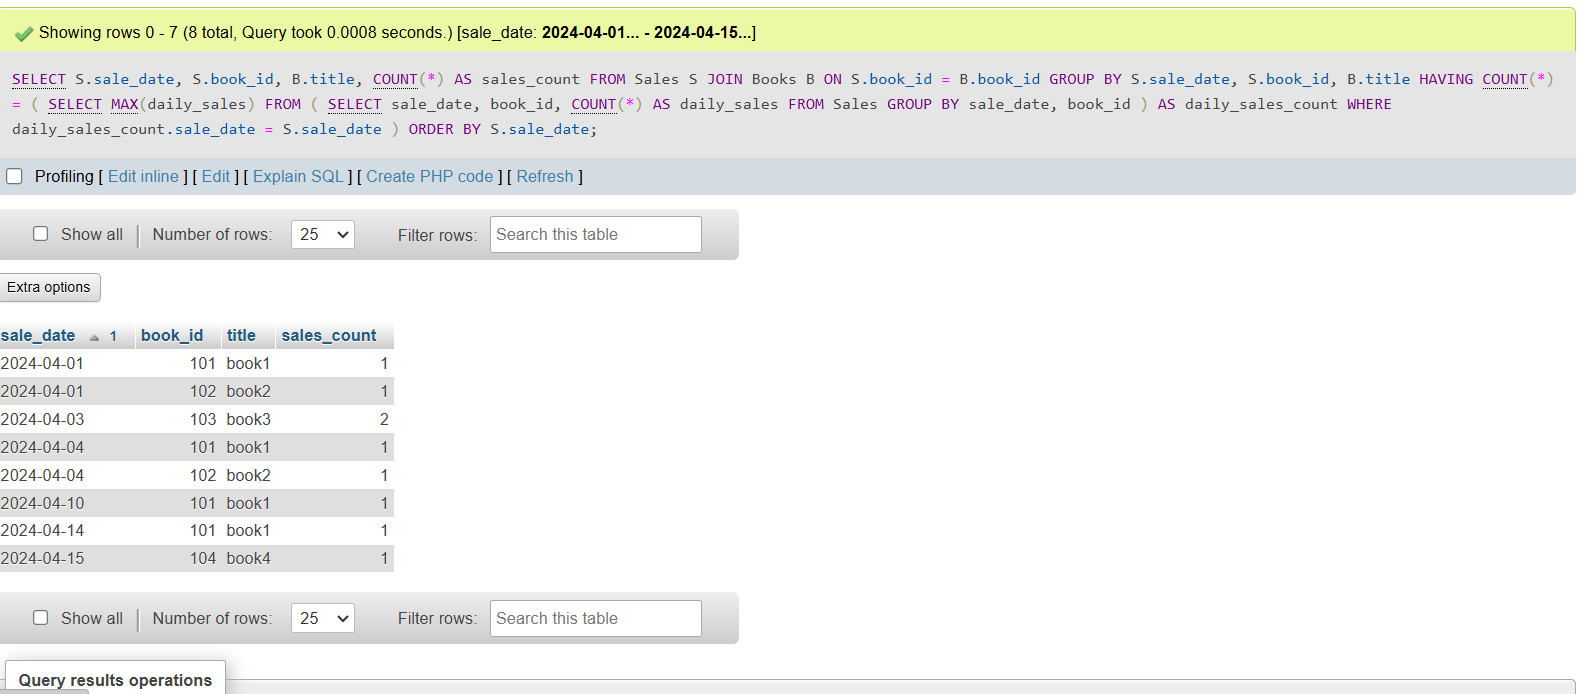 Showing rows 0 - 7 (8 total, Query took 0.0008 seconds.) [sale_date: 2024-04-01... - 2024-04-15...]
SELECT S.sale_date, S.book_id, B.title, COUNT(*) AS sales_count FROM Sales S JOIN Books B ON S.book_id = B.book_id GROUP BY S.sale_date, S.book_id, B.title HAVING COUNT(*)
= ( SELECT MAX(daily_sales) FROM ( SELECT sale_date, book_id, COUNT(*) AS daily_sales FROM Sales GROUP BY sale_date, book_id ) AS daily_sales_count WHERE
daily_sales_count.sale_date = S.sale_date ) ORDER BY S.sale_date;
Profiling [ Edit inline ] [ Edit ] [ Explain SQL ] [ Create PHP code ] [ Refresh ]
Show all Number of rows: 25 Filter rows: Search this table
Extra options
sale_date 1 book_id title sales_count
2024-04-01 101 book1 1
2024-04-01 102 book2 1
2024-04-03 103 book3 2
2024-04-04 101 book1 1
2024-04-04 102 book2 1
2024-04-10 101 book1 1
2024-04-14 101 book1 1
2024-04-15 104 book4 1
Show all Number of rows: 25 Filter rows: Search this table
Query results operations